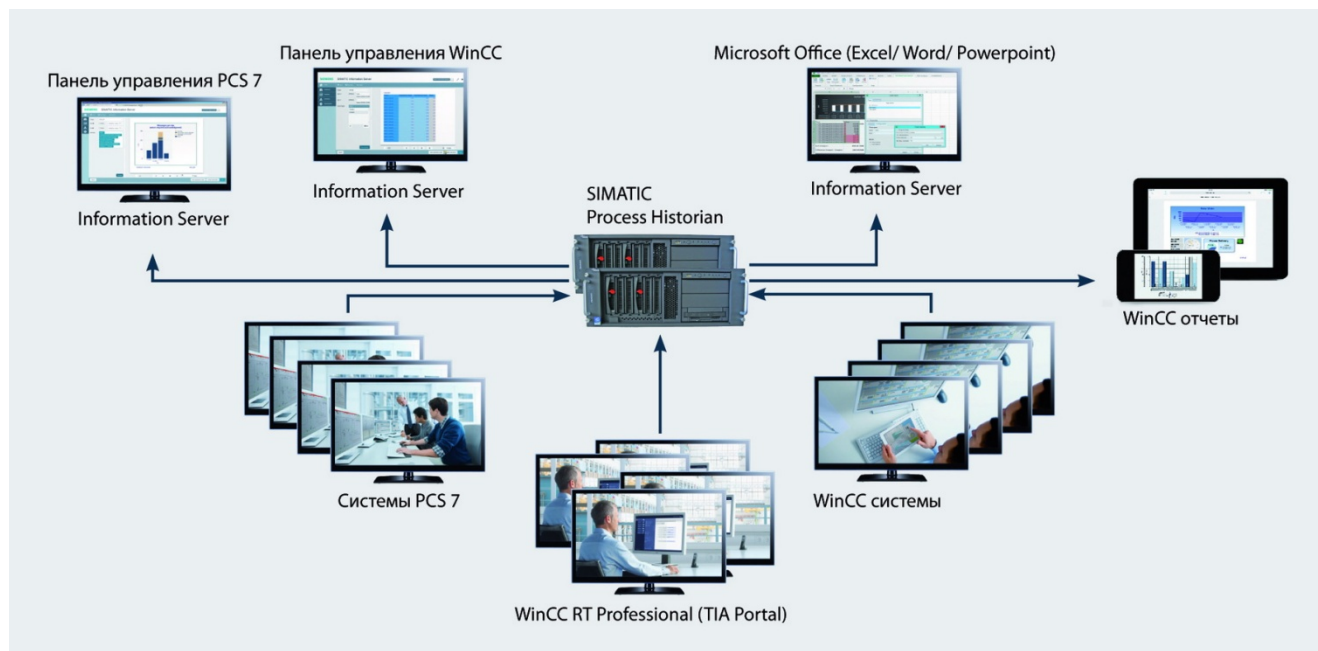 Панель управления WinCC
Microsoft Office (Excel/ Word/ Powerpoint)
Панель управления PCS 7
Information Server
Information Server
Information Server
SIMATIC
Process Historian
WinCC отчеты
Системы PCS 7
WinCC системы
WinCC RT Professional (TIA Portal)